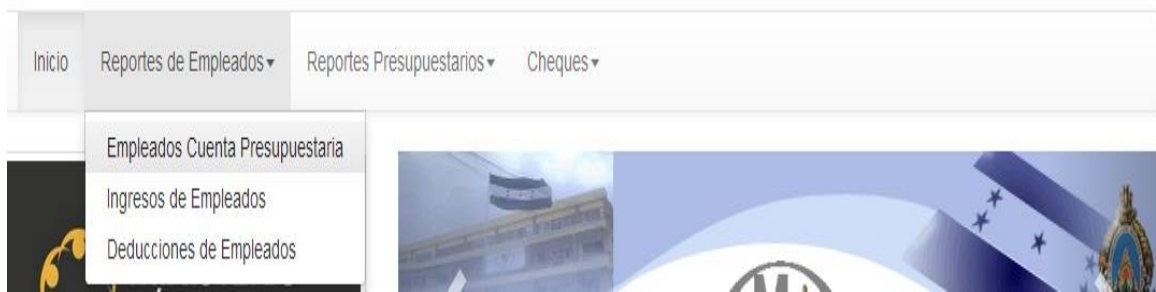 Inicio Reportes de Empleados Reportes Presupuestarios Cheques
Empleados Cuenta Presupuestaria
Ingresos de Empleados
Deducciones de Empleados